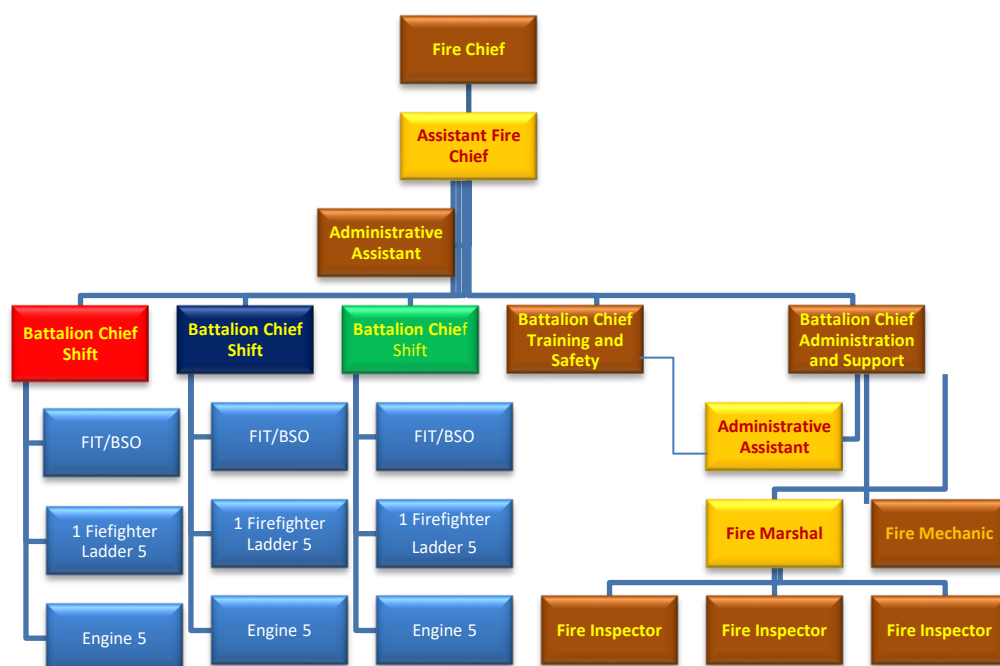 Fire Chief
Assistant Fire
Chief
Administrative
Assistant
Battalion Chief
Shift
Battalion Chief
Shift
Battalion Chief
Shift
Battalion Chief
Training and
Safety
Battalion Chief
Administration
and Support
FIT/BSO
FIT/BSO
FIT/BSO
Administrative
Assistant
1 Fiefighter
Ladder 5
1 Firefighter
Ladder 5
1 Firefighter
Ladder 5
Fire Marshal
Fire Mechanic
Engine 5
Engine 5
Engine 5
Fire Inspector
Fire Inspector
Fire Inspector